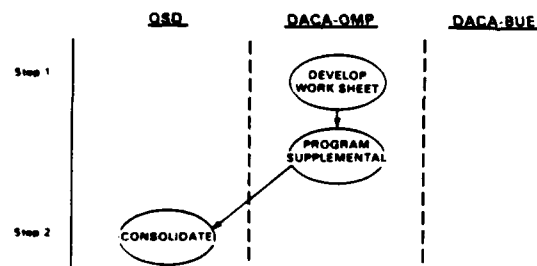 OSD DACA-OMP DACA-BUE
Step 1
DEVELOP
WORK SHEET
PROGRAM
SUPPLEMENTAL
Step 2
CONSOLIDATE